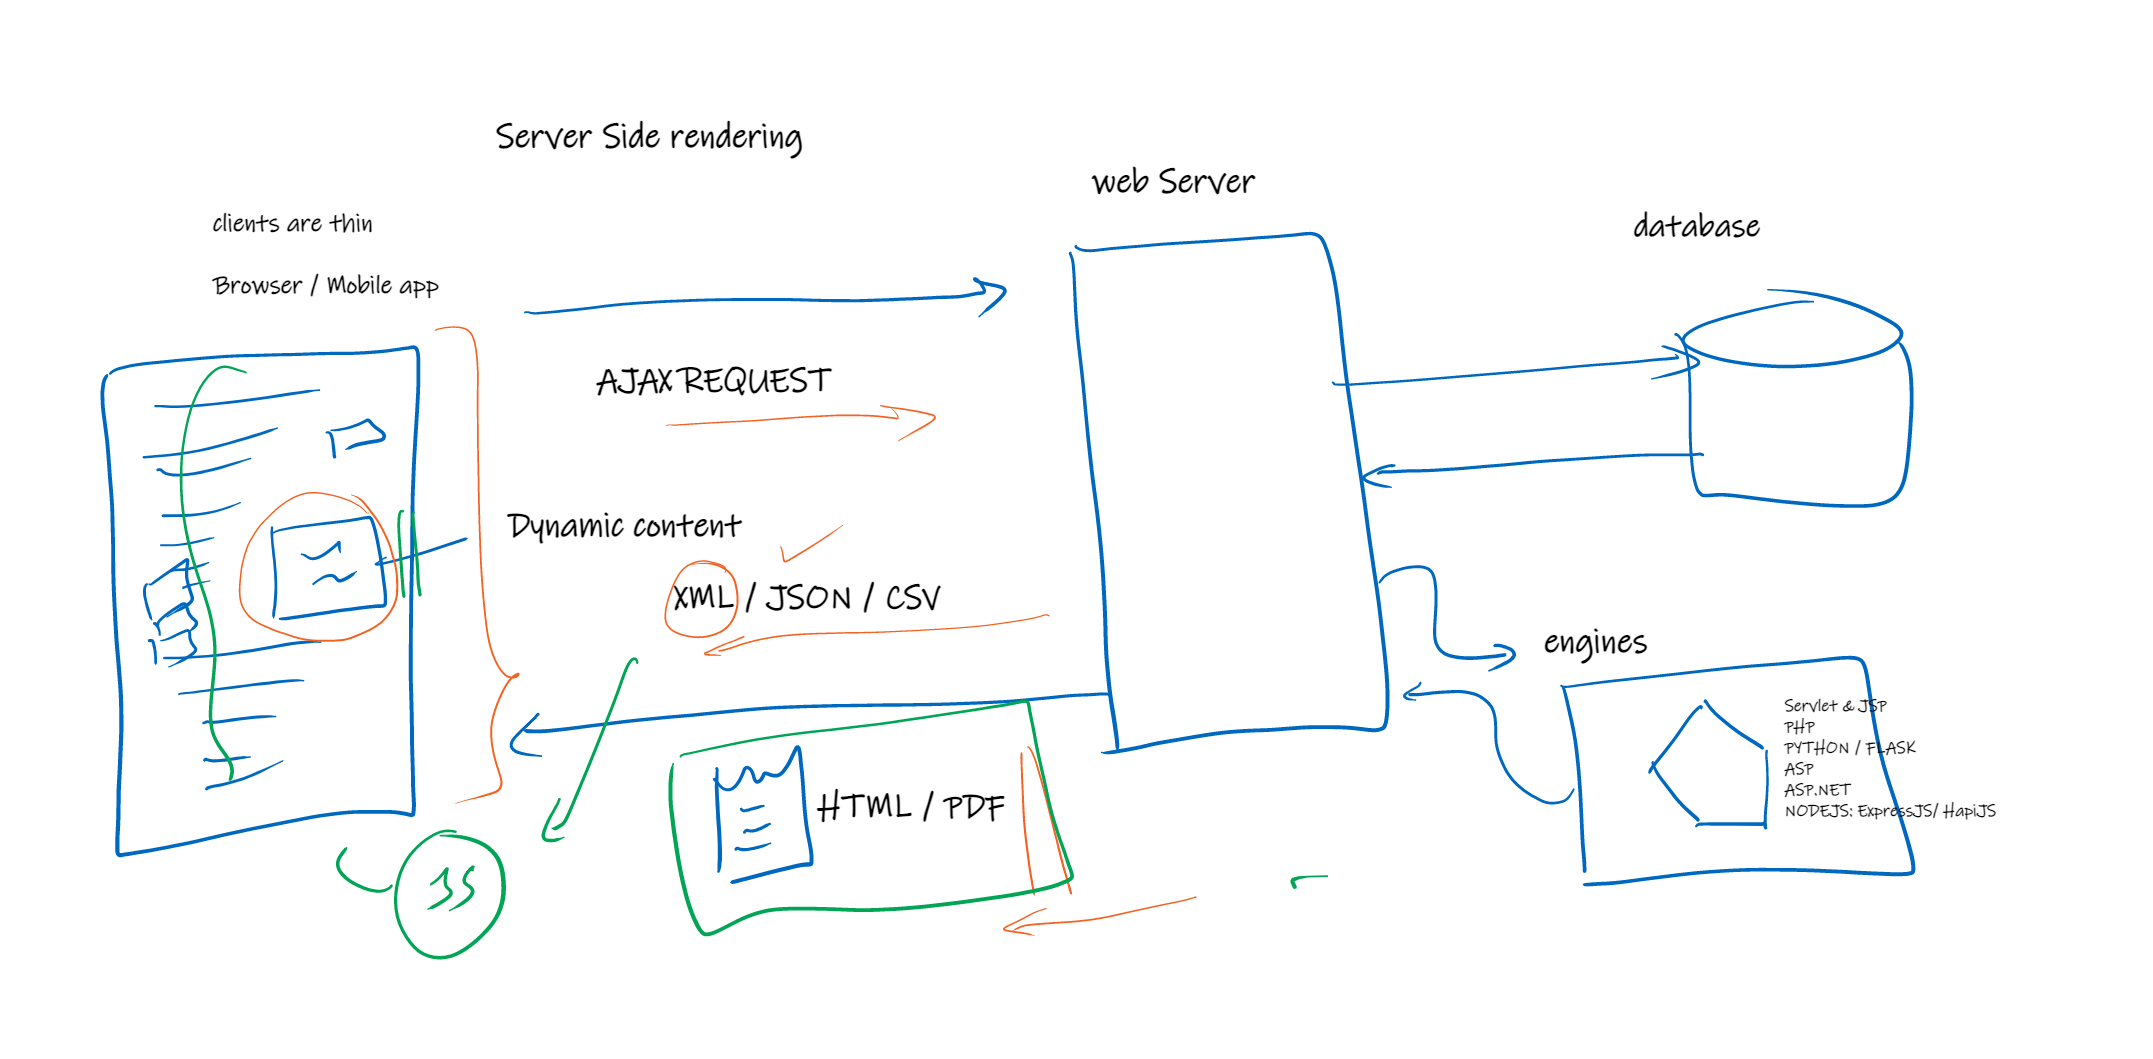 Server Side rendering
web Server
database
clients are thin
Browser / Mobile app
AJAX REQUEST
Dynamic content
XML / JSON / CSV
engines
Servlet & JSP
PHP
PYTHON / FLASK
ASP
ASP.NET
NODEJS: ExpressJS/ HapiJS
HTML / PDF
JS